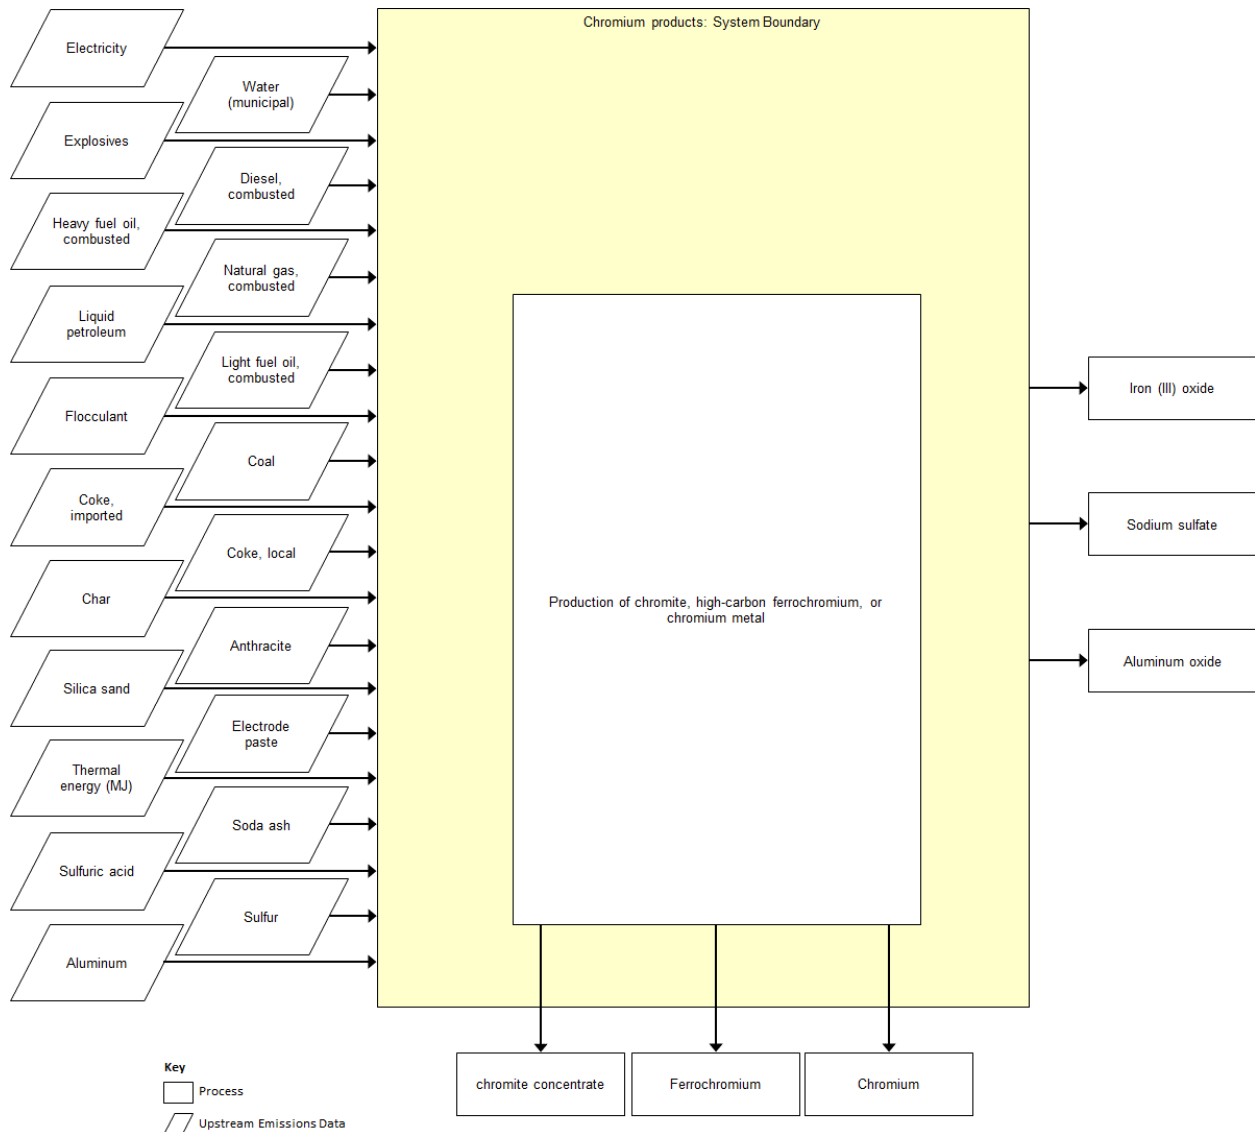 Chromium products: System Boundary
Electricity
Water
(municipal)
Explosives
Diesel,
combusted
Heavy fuel oil,
combusted
Natural gas,
combusted
Liquid
petroleum
Light fuel oil,
combusted
Flocculant
Coal
Coke,
imported
Coke, local
Char
Anthracite
Silica sand
Electrode
paste
Thermal
energy (MJ)
Soda ash
Sulfuric acid
Sulfur
Aluminum
Production of chromite, high-carbon ferrochromium, or
chromium metal
Iron (III) oxide
Sodium sulfate
Aluminum oxide
chromite concentrate
Ferrochromium
Chromium
Key
Process
Upstream Emissions Data